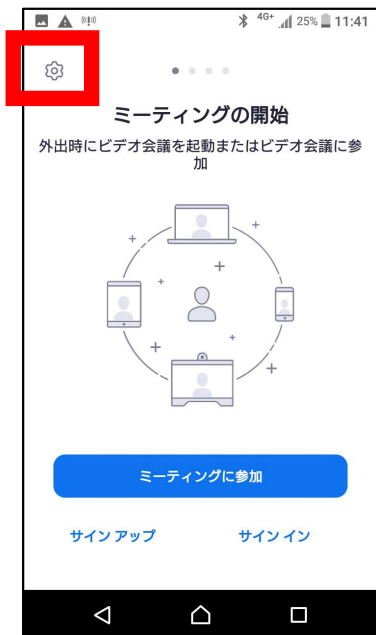 4G+ 25% 11:41
ミーティングの開始
外出時にビデオ会議を起動またはビデオ会議に参
加
ミーティングに参加
サインアップ サインイン